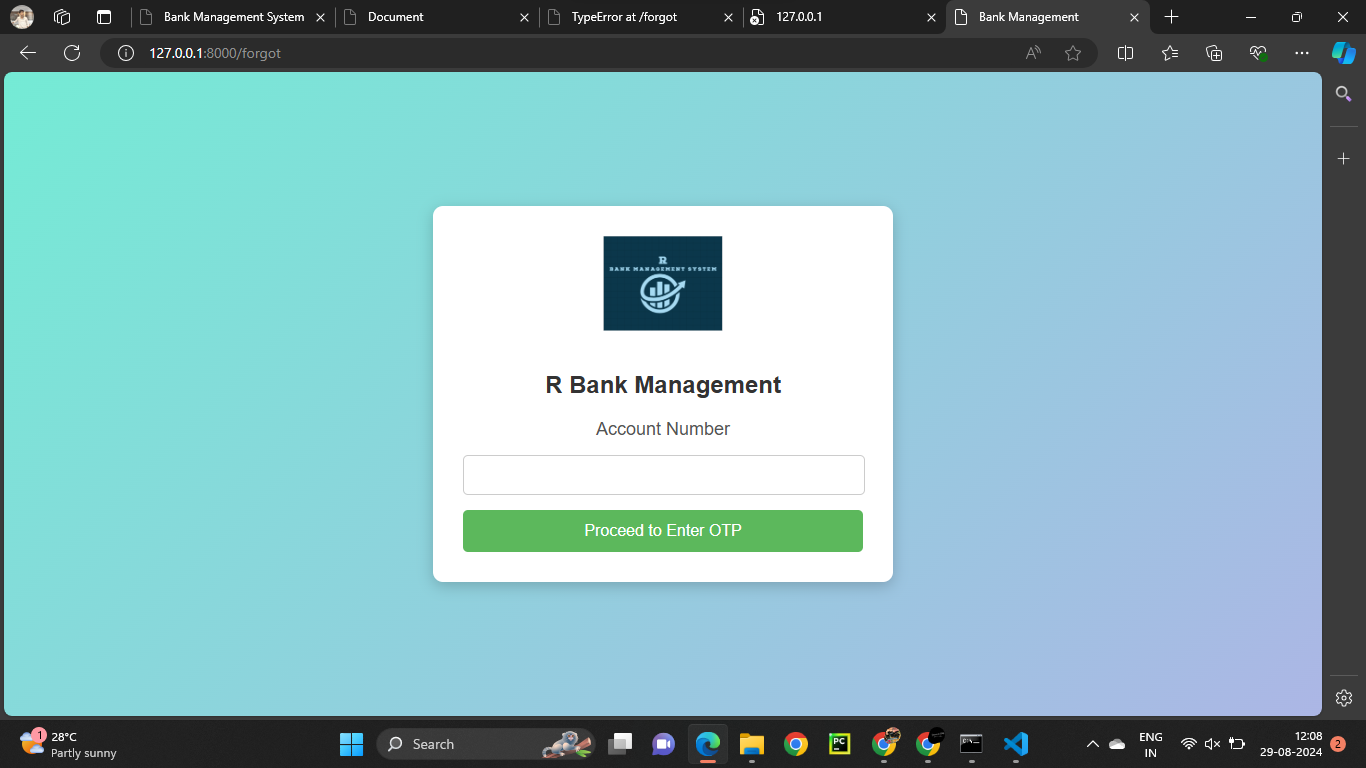 Bank Management System
Document
TypeError at /forgot
127.0.0.1
Bank Management
127.0.0.1:8000/forgot
R
BANK MANAGEMENT SYSTEM
R Bank Management
Account Number
Proceed to Enter OTP
1
28°C
Partly sunny
Search
PC
ENG
IN
12:08
29-08-2024
2